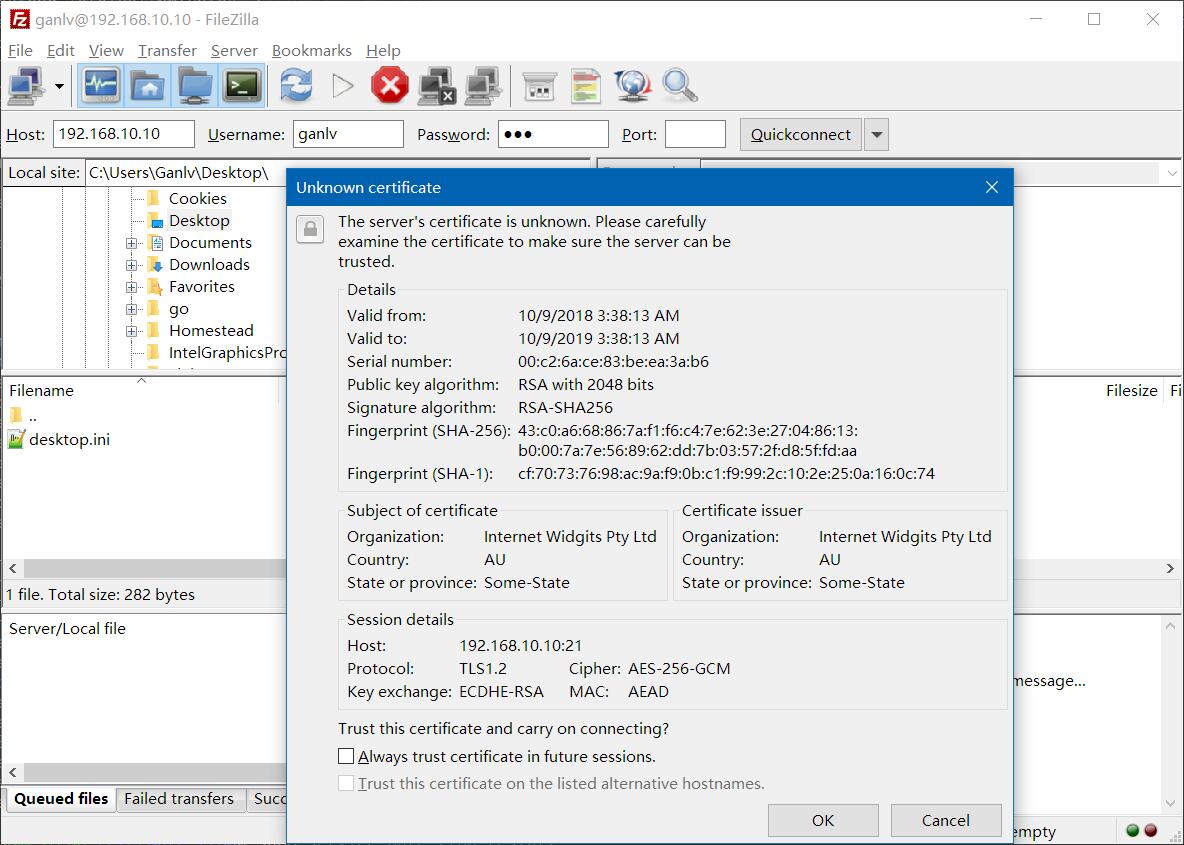 ganlv@192.168.10.10 - FileZilla
File Edit View Transfer Server Bookmarks Help
Host: 192.168.10.10 Username: ganlv Password: ●●● Port: Quickconnect
Local site: C:\Users\Ganlv\Desktop\
Unknown certificate
Cookies
Desktop
Documents
Downloads
Favorites
go
Homestead
IntelGraphicsPro
The server's certificate is unknown. Please carefully
examine the certificate to make sure the server can be
trusted.
Details
Valid from: 10/9/2018 3:38:13 AM
Valid to: 10/9/2019 3:38:13 AM
Serial number: 00:c2:6a:ce:83:be:ea:3a:b6
Public key algorithm: RSA with 2048 bits
Signature algorithm: RSA-SHA256
Fingerprint (SHA-256): 43:c0:a6:68:86:7a:f1:f6:c4:7e:62:3e:27:04:86:13:
b0:00:7a:7e:56:89:62:dd:7b:03:57:2f:d8:5f:fd:aa
Fingerprint (SHA-1): cf:70:73:76:98:ac:9a:f9:0b:c1:f9:99:2c:10:2e:25:0a:16:0c:74
Filename
..
desktop.ini
Filesize Fi
Subject of certificate
Organization: Internet Widgits Pty Ltd
Country: AU
State or province: Some-State
Certificate issuer
Organization: Internet Widgits Pty Ltd
Country: AU
State or province: Some-State
1 file. Total size: 282 bytes
Server/Local file
Session details
Host: 192.168.10.10:21
Protocol: TLS1.2 Cipher: AES-256-GCM
Key exchange: ECDHE-RSA MAC: AEAD
message...
Trust this certificate and carry on connecting?
Always trust certificate in future sessions.
Trust this certificate on the listed alternative hostnames.
OK Cancel
Queued files Failed transfers Succ
empty